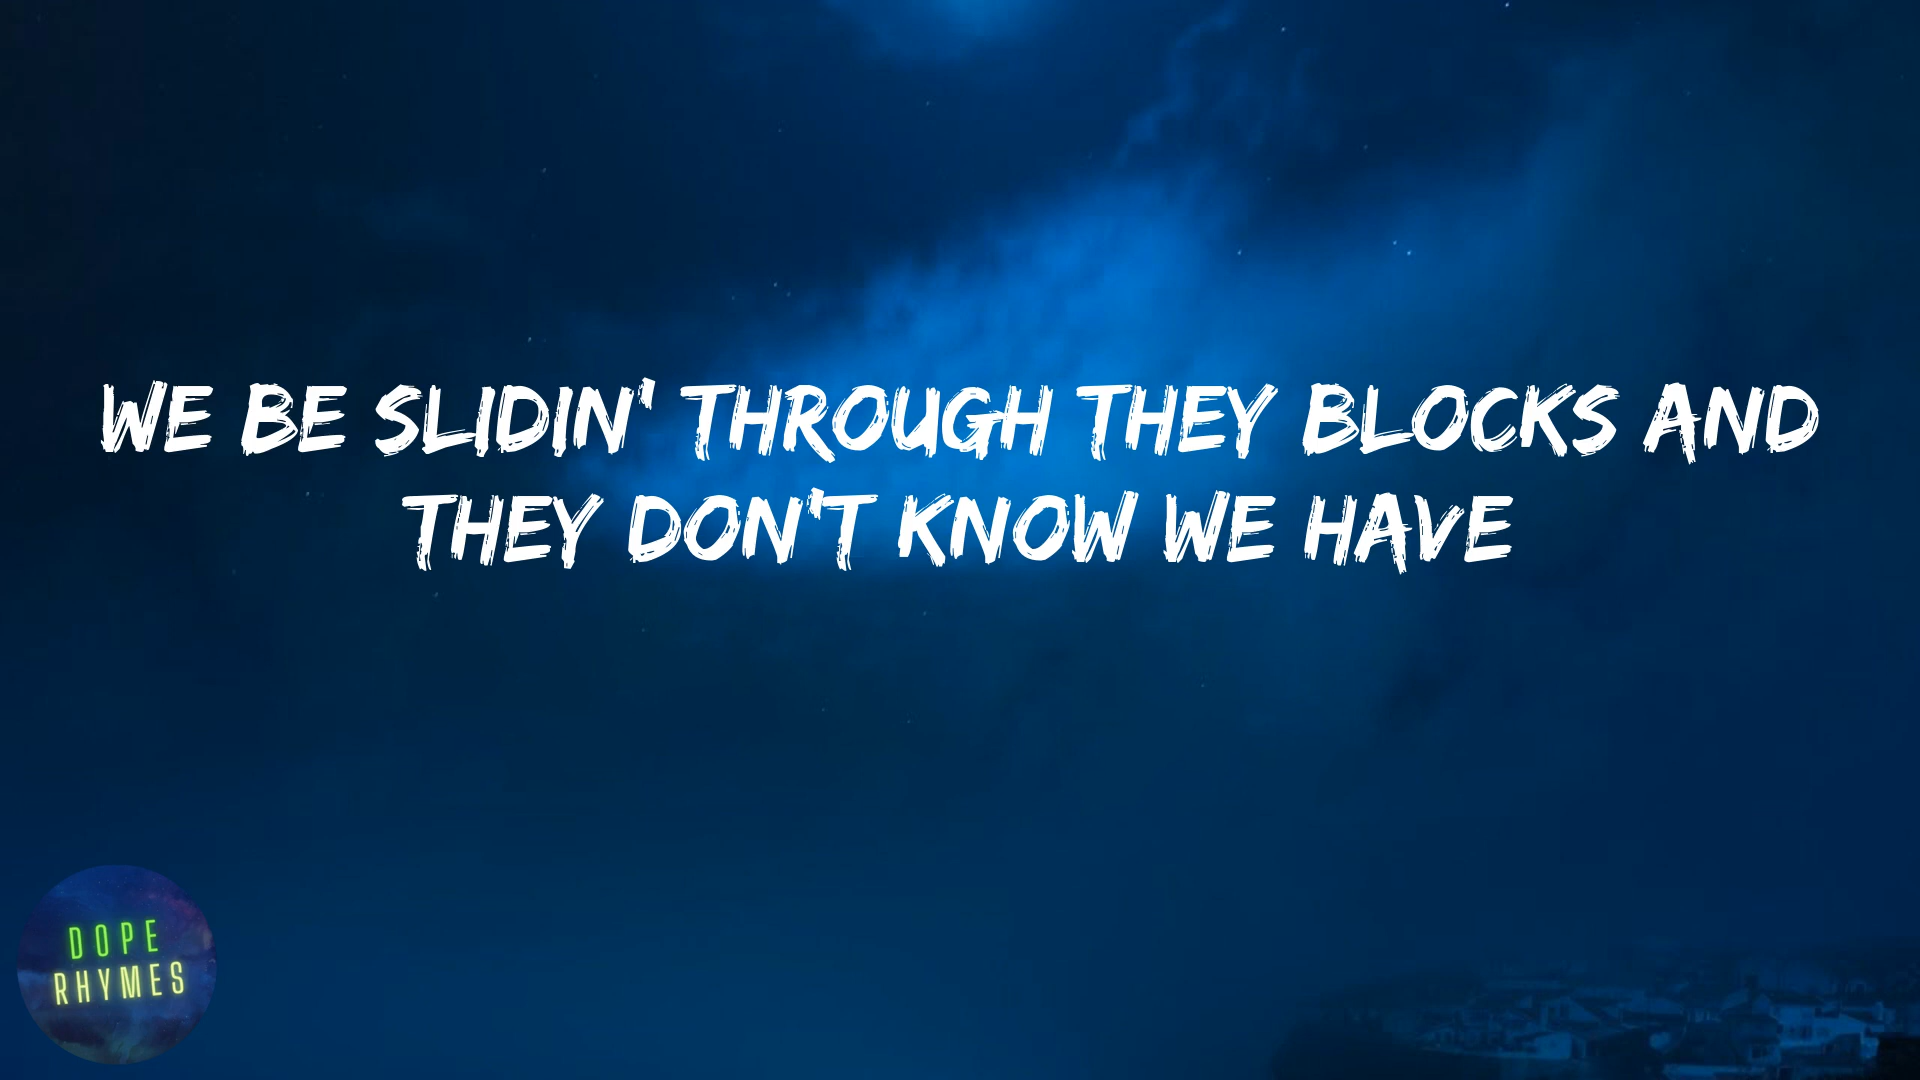 WE BE SLIDIN' THROUGH THEY BLOCKS AND
THEY DON'T KNOW WE HAVE
DOPE
RHYMES